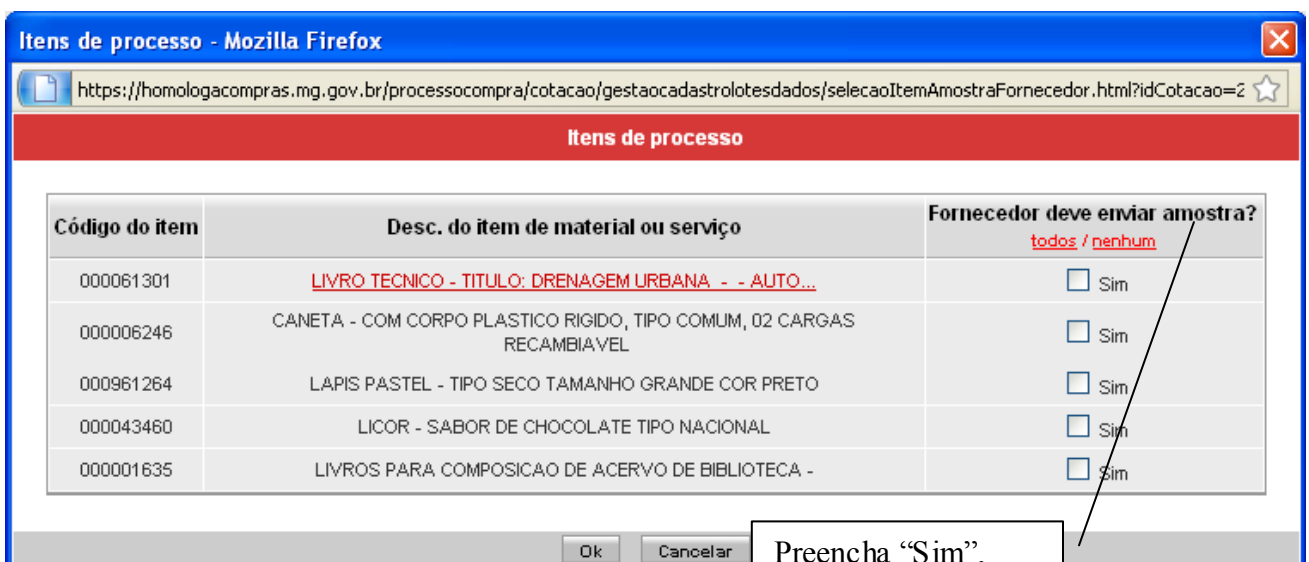 Itens de processo - Mozilla Firefox
https://homologacompras.mg.gov.br/processocompra/cotacao/gestaocadastrolotesdados/selecaoItemAmostraFornecedor.html?idCotacao=2
Itens de processo
Código do item Desc. do item de material ou serviço Fornecedor deve enviar amostra?
todos / nenhum
000061301 LIVRO TECNICO - TITULO: DRENAGEM URBANA - - AUTO... Sim
000006246 CANETA - COM CORPO PLASTICO RIGIDO, TIPO COMUM, 02 CARGAS Sim
RECAMBIAVEL
000961264 LAPIS PASTEL - TIPO SECO TAMANHO GRANDE COR PRETO Sim
000043460 LICOR - SABOR DE CHOCOLATE TIPO NACIONAL Sim
000001635 LIVROS PARA COMPOSICAO DE ACERVO DE BIBLIOTECA - Sim
Ok Cancelar Preencha “Sim”,